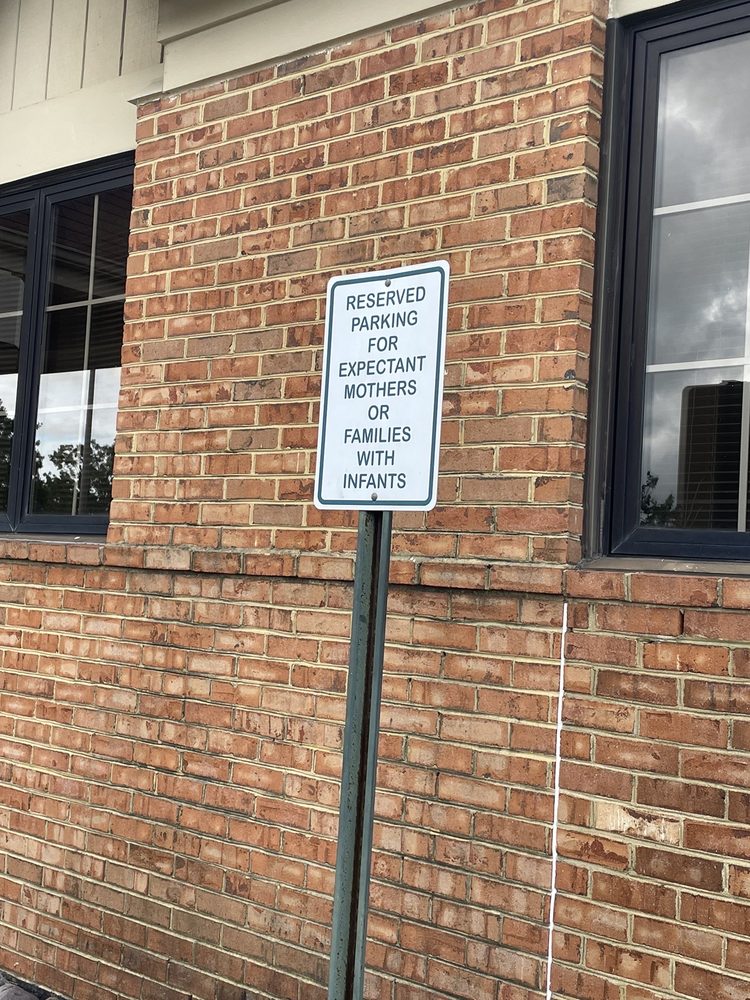 RESERVED
PARKING
FOR
EXPECTANT
MOTHERS
OR
FAMILIES
WITH
INFANTS